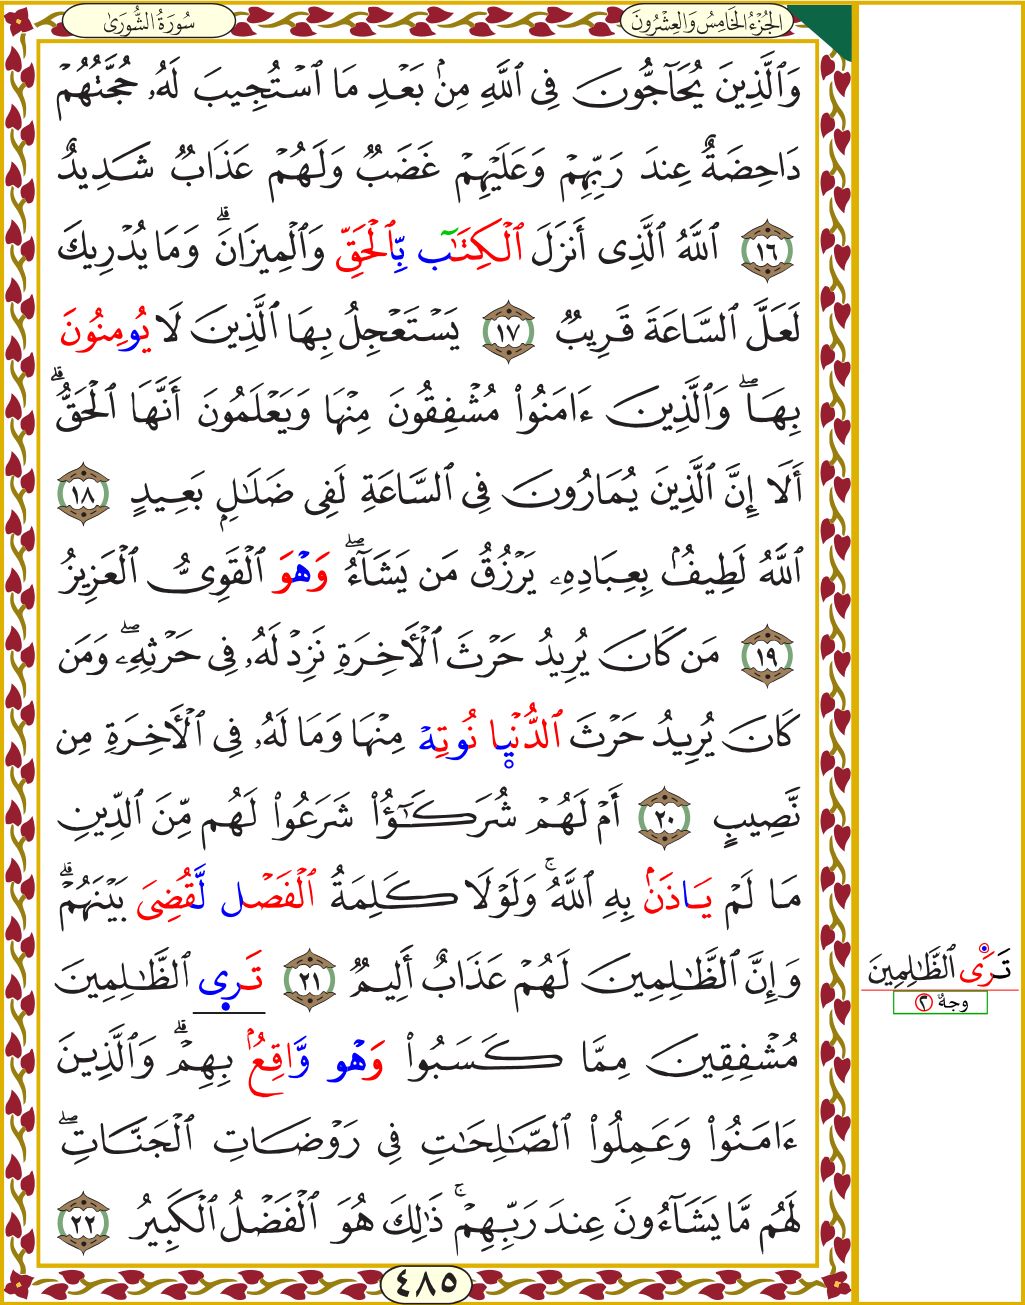 سُورَةُ الشُّورَىٰ
الجُزْءُ الخَامِسُ وَالعِشْرُونَ
وَٱلَّذِينَ يُحَآجُّونَ فِى ٱللَّهِ مِنۢ بَعْدِ مَا ٱسْتُجِيبَ لَهُۥ حُجَّتُهُمْ
دَاحِضَةٌ عِندَ رَبِّهِمْ وَعَلَيْهِمْ غَضَبٌ وَلَهُمْ عَذَابٌ شَدِيدٌ
١٦ ٱللَّهُ ٱلَّذِى أَنزَلَ ٱلْكِتَـٰب بِّٱلْحَقِّ وَٱلْمِيزَانَ ۗ وَمَا يُدْرِيكَ
لَعَلَّ ٱلسَّاعَةَ قَرِيبٌ ١٧ يَسْتَعْجِلُ بِهَا ٱلَّذِينَ لَا يُومِنُونَ
بِهَا ۖ وَٱلَّذِينَ ءَامَنُوا۟ مُشْفِقُونَ مِنْهَا وَيَعْلَمُونَ أَنَّهَا ٱلْحَقُّ ۗ
أَلَا إِنَّ ٱلَّذِينَ يُمَارُونَ فِى ٱلسَّاعَةِ لَفِى ضَلَـٰلٍۭ بَعِيدٍ ١٨
ٱللَّهُ لَطِيفٌۢ بِعِبَادِهِۦ يَرْزُقُ مَن يَشَآءُ ۖ وَهْوَ ٱلْقَوِىُّ ٱلْعَزِيزُ
١٩ مَن كَانَ يُرِيدُ حَرْثَ ٱلْأَخِرَةِ نَزِدْ لَهُۥ فِى حَرْثِهِۦ ۖ وَمَن
كَانَ يُرِيدُ حَرْثَ ٱلدُّنْيا نُوتِهْ مِنْهَا وَمَا لَهُۥ فِى ٱلْأَخِرَةِ مِن
نَّصِيبٍ ٢٠ أَمْ لَهُمْ شُرَكَـٰٓؤُا۟ شَرَعُوا۟ لَهُم مِّنَ ٱلدِّينِ
مَا لَمْ يَاذَنۢ بِهِ ٱللَّهُ ۚ وَلَوْلَا كَلِمَةُ ٱلْفَصْل لَّقُضِىَ بَيْنَهُمْ ۗ
وَإِنَّ ٱلظَّـٰلِمِينَ لَهُمْ عَذَابٌ أَلِيمٌ ٢١ تَرِى ٱلظَّـٰلِمِينَ
تَرَى ٱلظَّـٰلِمِينَ
وجهٌ ٢
مُشْفِقِينَ مِمَّا كَسَبُوا۟ وَهْو وَّاقِعٌۢ بِهِمْ ۗ وَٱلَّذِينَ
ءَامَنُوا۟ وَعَمِلُوا۟ ٱلصَّـٰلِحَـٰتِ فِى رَوْضَاتِ ٱلْجَنَّاتِ ۖ
لَهُم مَّا يَشَآءُونَ عِندَ رَبِّهِمْ ۚ ذَٰلِكَ هُوَ ٱلْفَضْلُ ٱلْكَبِيرُ ٢٢
٤٨٥